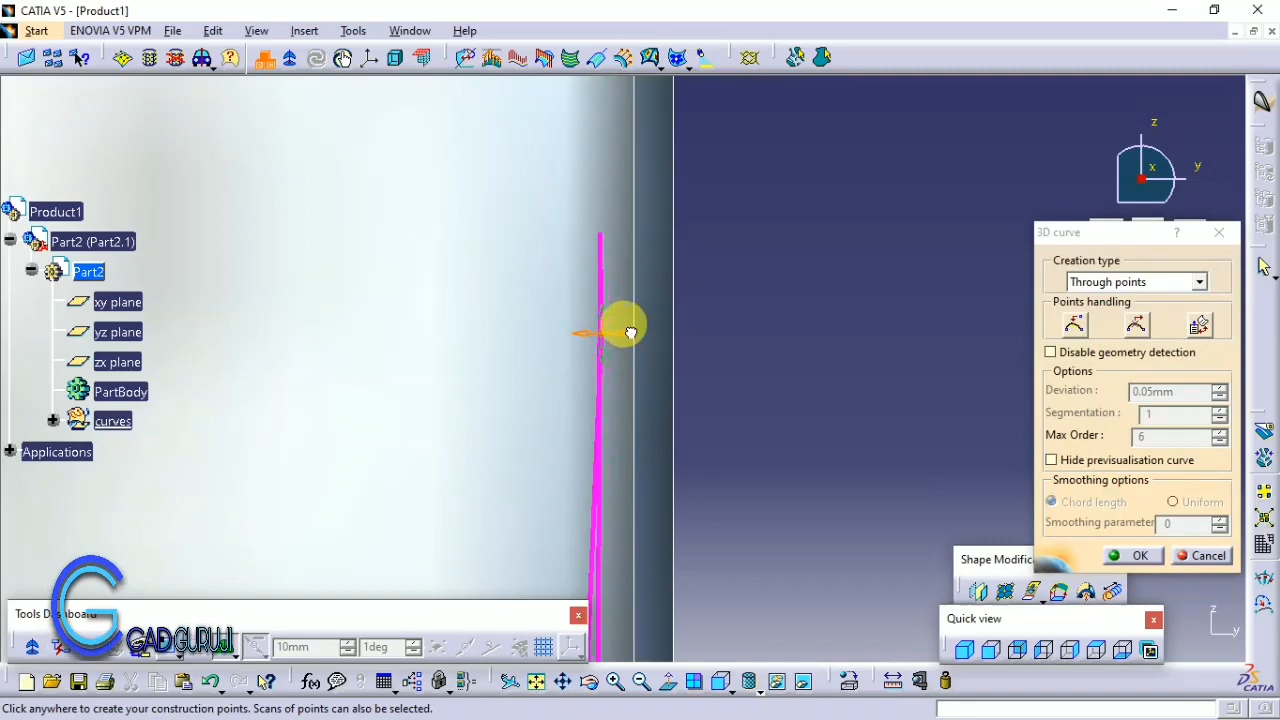 CATIA V5 - [Product1]
Start ENOVIA V5 VPM File Edit View Insert Tools Window Help
z
x y
Product1
Part2 (Part2.1)
Part2
xy plane
yz plane
zx plane
PartBody
curves
Applications
3D curve ?
Creation type
Through points
Points handling
Disable geometry detection
Options
Deviation : 0.05mm
Segmentation : 1
Max Order : 6
Hide previsualisation curve
Smoothing options
Chord length Uniform
Smoothing parameter 0
OK Cancel
Shape Modific
Quick view
Tools Dashboard
G CADGURUJI
10mm 1deg
z
y
f(x)
DS CATIA
Click anywhere to create your construction points. Scans of points can also be selected.